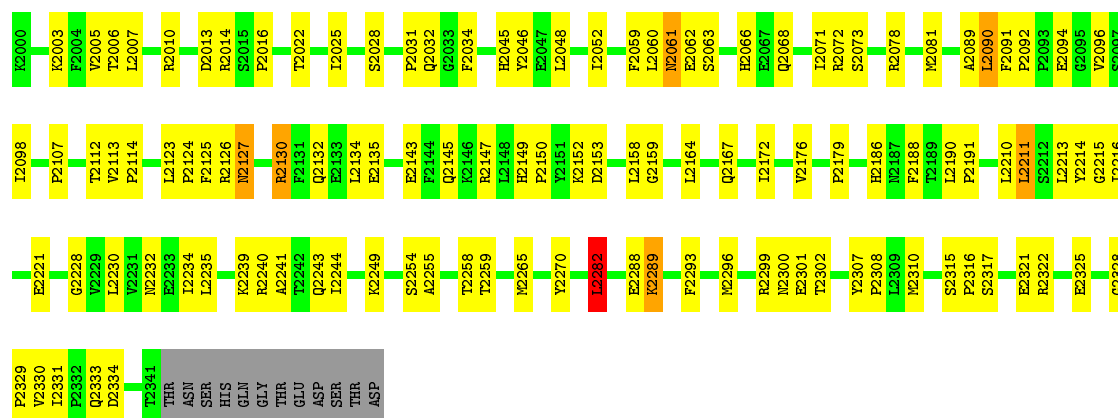 K2000 K2003 F2004 V2005 T2006 L2007 R2010 D2013 R2014 S2015 P2016 T2022 I2025 S2028 P2031 Q2032 G2033 F2034 H2045 Y2046 E2047 L2048 I2052 F2059 L2060 N2061 E2062 S2063 H2066 E2067 Q2068 I2071 R2072 S2073 R2078 M2081 A2089 L2090 F2091 P2092 P2093 E2094 G2095 V2096 S2097
I2098 P2107 T2112 V2113 P2114 L2123 P2124 F2125 R2126 N2127 R2130 F2131 Q2132 E2133 L2134 E2135 E2143 F2144 Q2145 K2146 R2147 L2148 H2149 P2150 Y2151 K2152 D2153 L2158 G2159 L2164 Q2167 I2172 V2176 P2179 H2186 N2187 F2188 T2189 L2190 P2191 L2210 L2211 S2212 L2213 Y2214 G2215 I2216
E2221 G2228 V2229 L2230 V2231 N2232 E2233 I2234 L2235 K2239 R2240 A2241 T2242 Q2243 I2244 K2249 S2254 A2255 T2258 T2259 M2265 Y2270 L2282 E2288 K2289 F2293 M2296 R2299 N2300 E2301 T2302 Y2307 P2308 L2309 M2310 S2315 P2316 S2317 E2321 R2322 E2325 G2328
P2329 V2330 I2331 P2332 Q2333 D2334 T2341 THR ASN SER HIS GLN GLY THR GLU ASP SER THR ASP